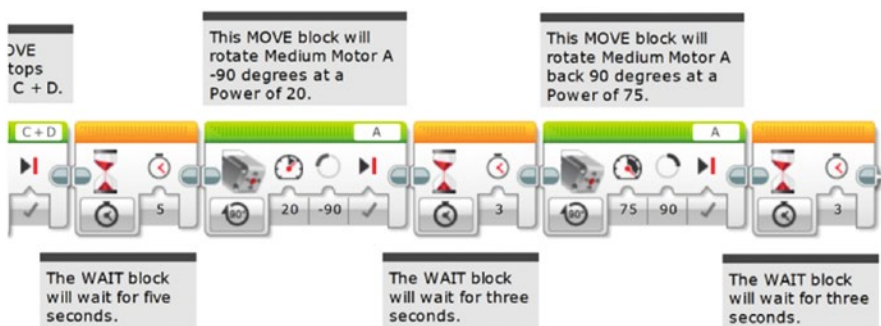 OVE
tops
C + D.
This MOVE block will
rotate Medium Motor A
-90 degrees at a
Power of 20.
This MOVE block will
rotate Medium Motor A
back 90 degrees at a
Power of 75.
C + D
A
A
5
90°
20
-90
3
90°
75
90
3
The WAIT block
will wait for five
seconds.
The WAIT block
will wait for three
seconds.
The WAIT block
will wait for three
seconds.